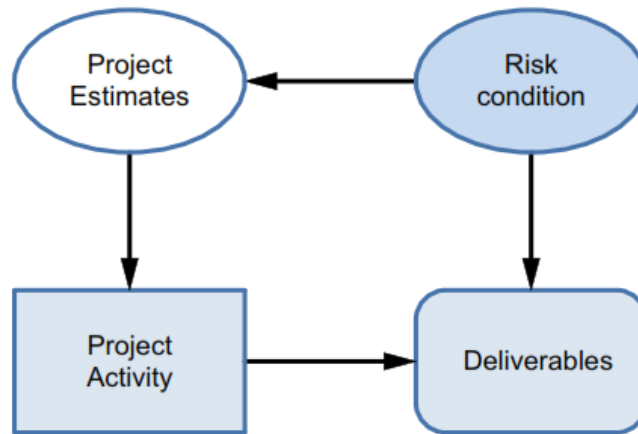 Project
Estimates
Risk
condition
Project
Activity
Deliverables